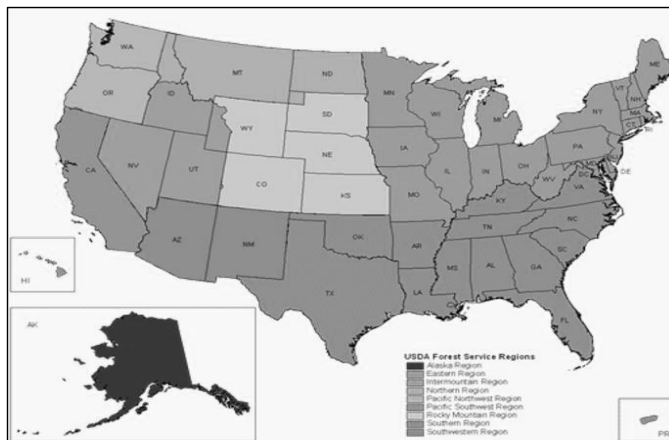 WA
MT
ND
ME
OR
ID
MN
VT
NH
WY
SD
WI
MI
NY
MA
CT
RI
NV
UT
NE
IA
PA
NJ
CA
CO
KS
IL
IN
OH
WV
MD
DE
DC
VA
MO
KY
AZ
NM
OK
AR
TN
NC
SC
MS
AL
GA
TX
LA
FL
HI
AK
PR
USDA Forest Service Regions
Alaska Region
Eastern Region
Intermountain Region
Northern Region
Pacific Northwest Region
Pacific Southwest Region
Rocky Mountain Region
Southern Region
Southwestern Region